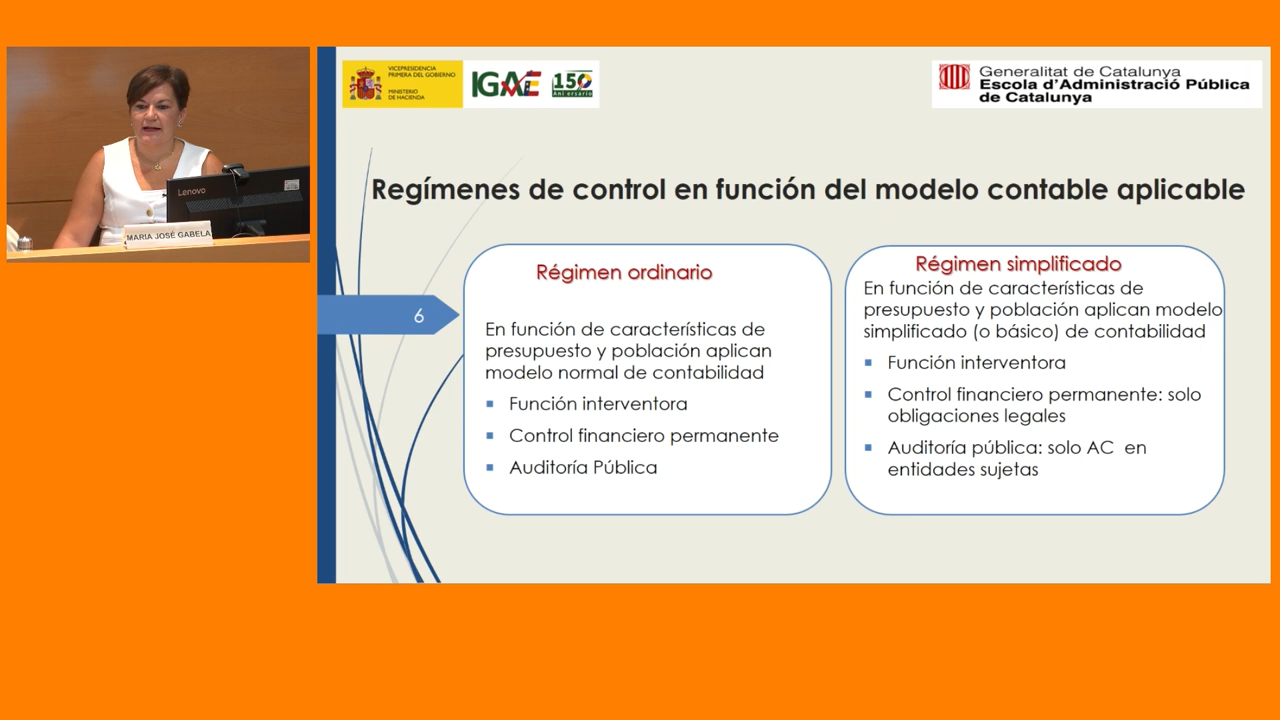 Lenovo
MARIA JOSÉ GABELA
VICEPRESIDENCIA
PRIMERA DEL GOBIERNO
MINISTERIO
DE HACIENDA
IGAE
150
Aniversario
Generalitat de Catalunya
Escola d'Administració Pública
de Catalunya
Regímenes de control en función del modelo contable aplicable
6
Régimen ordinario
En función de características de
presupuesto y población aplican
modelo normal de contabilidad
Función interventora
Control financiero permanente
Auditoría Pública
Régimen simplificado
En función de características de
presupuesto y población aplican modelo
simplificado (o básico) de contabilidad
Función interventora
Control financiero permanente: solo
obligaciones legales
Auditoría pública: solo AC en
entidades sujetas